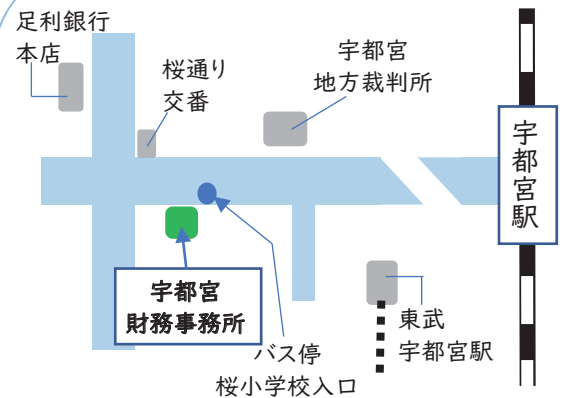 足利銀行
本店
桜通り
交番
宇都宮
地方裁判所
宇都宮駅
宇都宮
財務事務所
バス停
桜小学校入口
東武
宇都宮駅